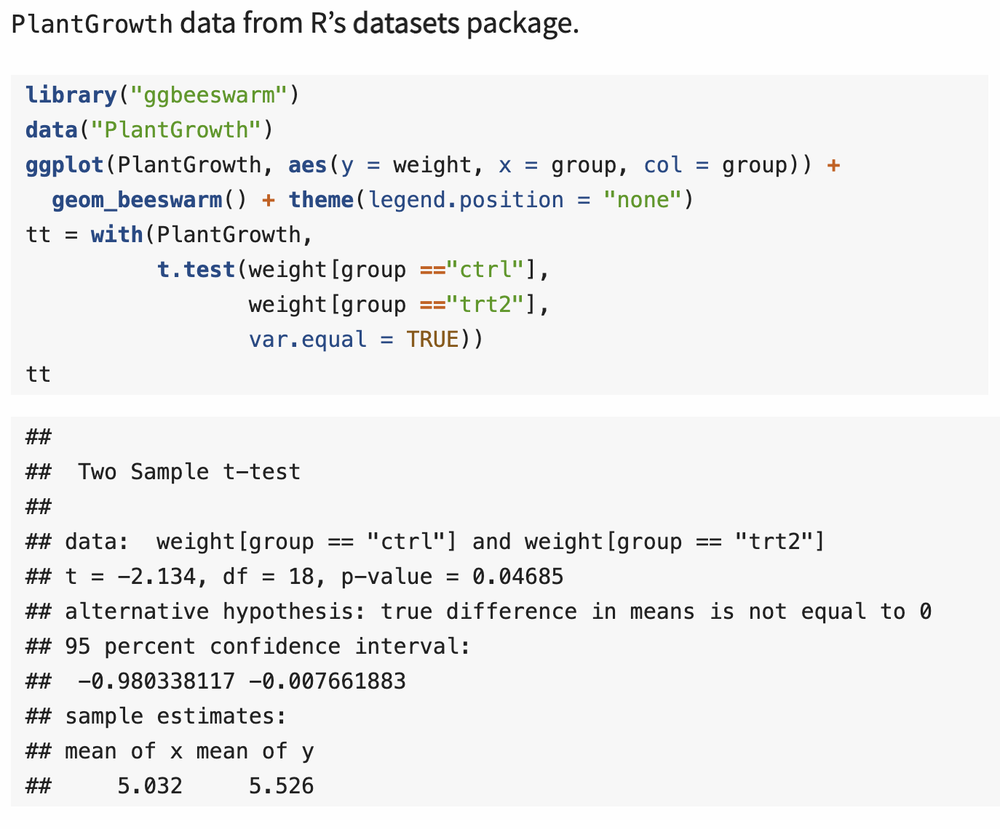 PlantGrowth data from R’s datasets package.
library("ggbeeswarm")
data("PlantGrowth")
ggplot(PlantGrowth, aes(y = weight, x = group, col = group)) +
  geom_beeswarm() + theme(legend.position = "none")
tt = with(PlantGrowth,
          t.test(weight[group =="ctrl"],
                 weight[group =="trt2"],
                 var.equal = TRUE))
tt
##
##  Two Sample t-test
##
## data:  weight[group == "ctrl"] and weight[group == "trt2"]
## t = -2.134, df = 18, p-value = 0.04685
## alternative hypothesis: true difference in means is not equal to 0
## 95 percent confidence interval:
##  -0.980338117 -0.007661883
## sample estimates:
## mean of x mean of y
##     5.032     5.526